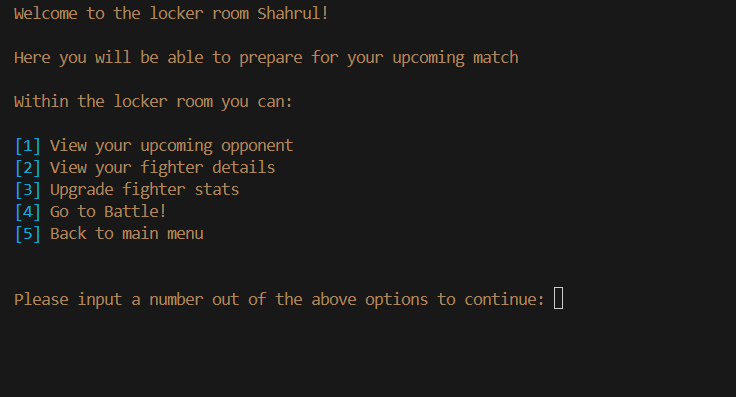 Welcome to the locker room Shahrul!
Here you will be able to prepare for your upcoming match
Within the locker room you can:
[1] View your upcoming opponent
[2] View your fighter details
[3] Upgrade fighter stats
[4] Go to Battle!
[5] Back to main menu
Please input a number out of the above options to continue: